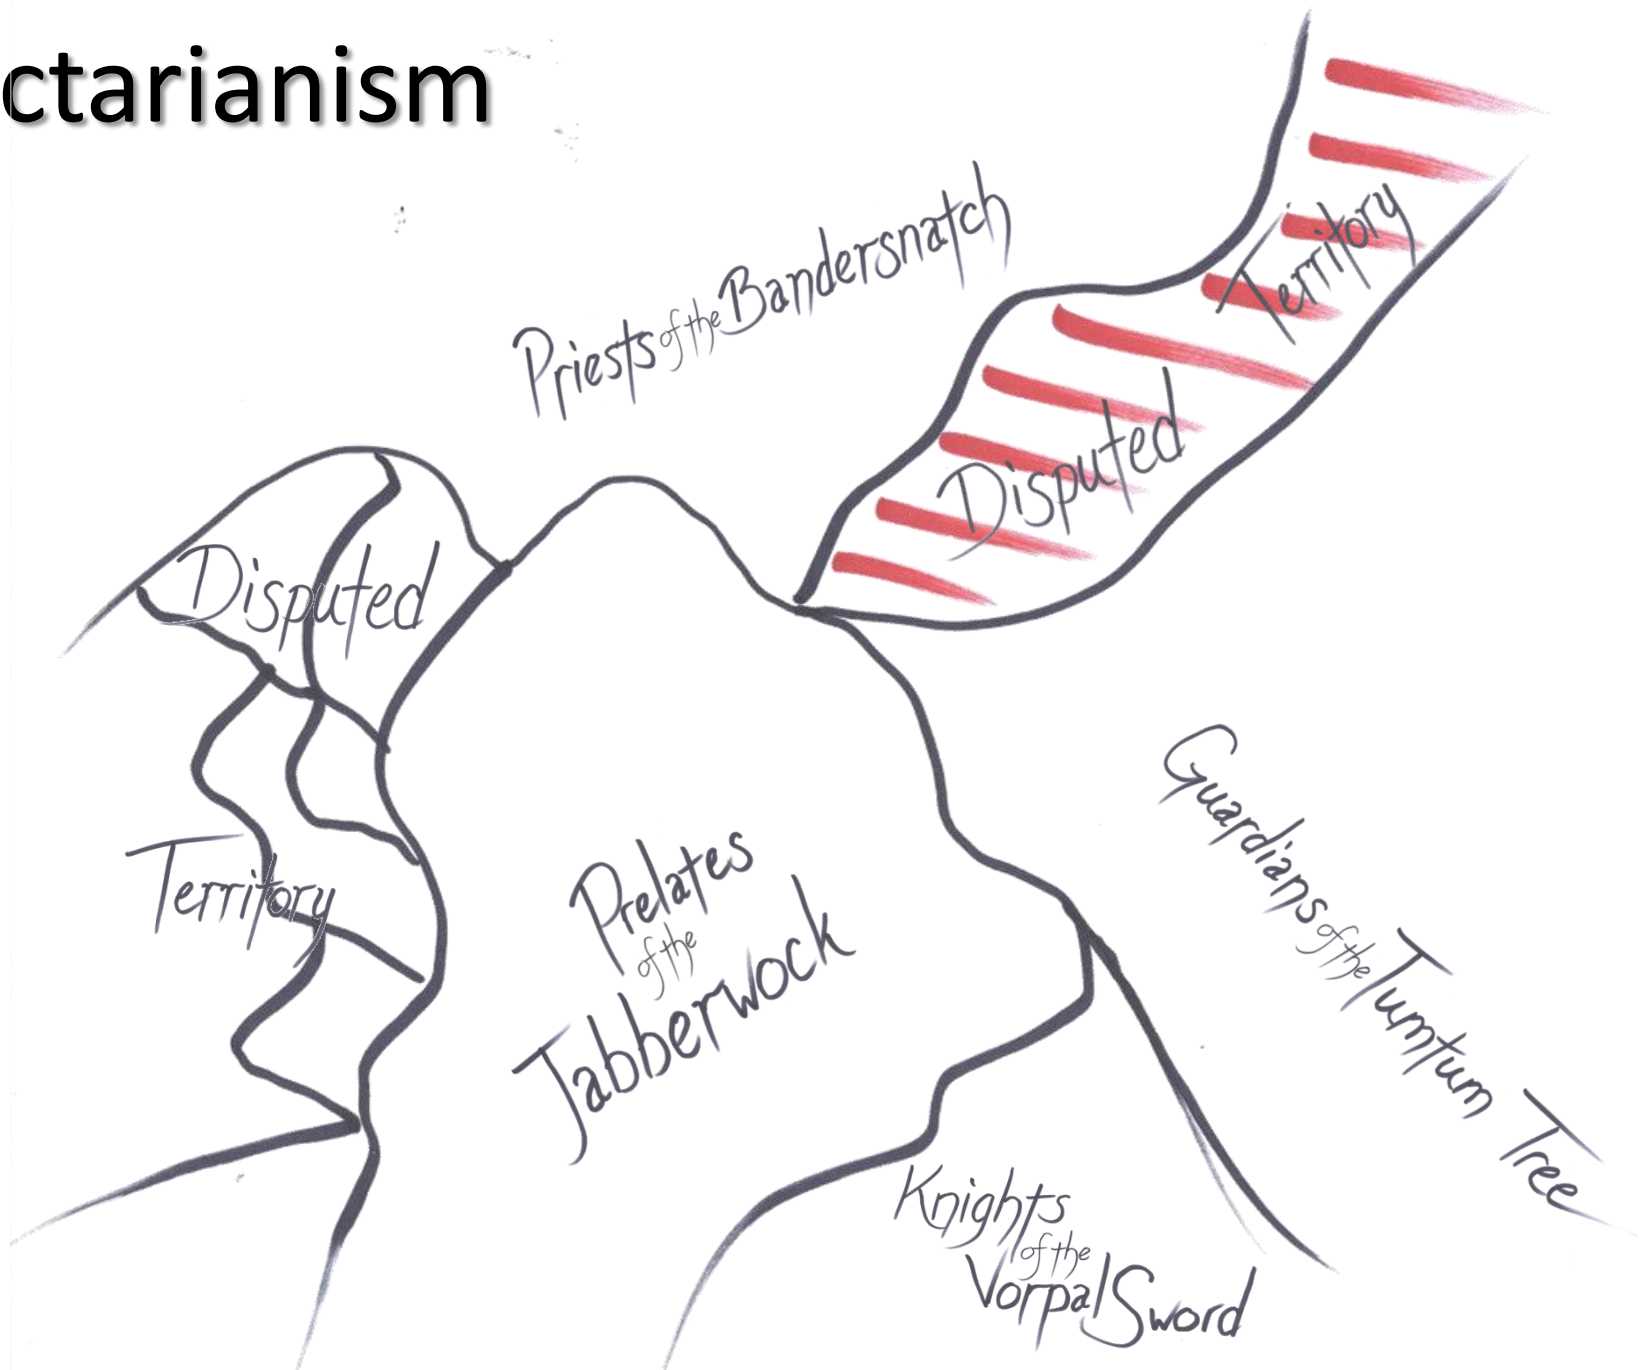 ctarianism
Priests of the Bandersnatch
Disputed
Territory
Disputed
Territory
Prelates
of the
Jabberwock
Guardians of the Tumtum Tree
Knights
of the
Vorpal Sword